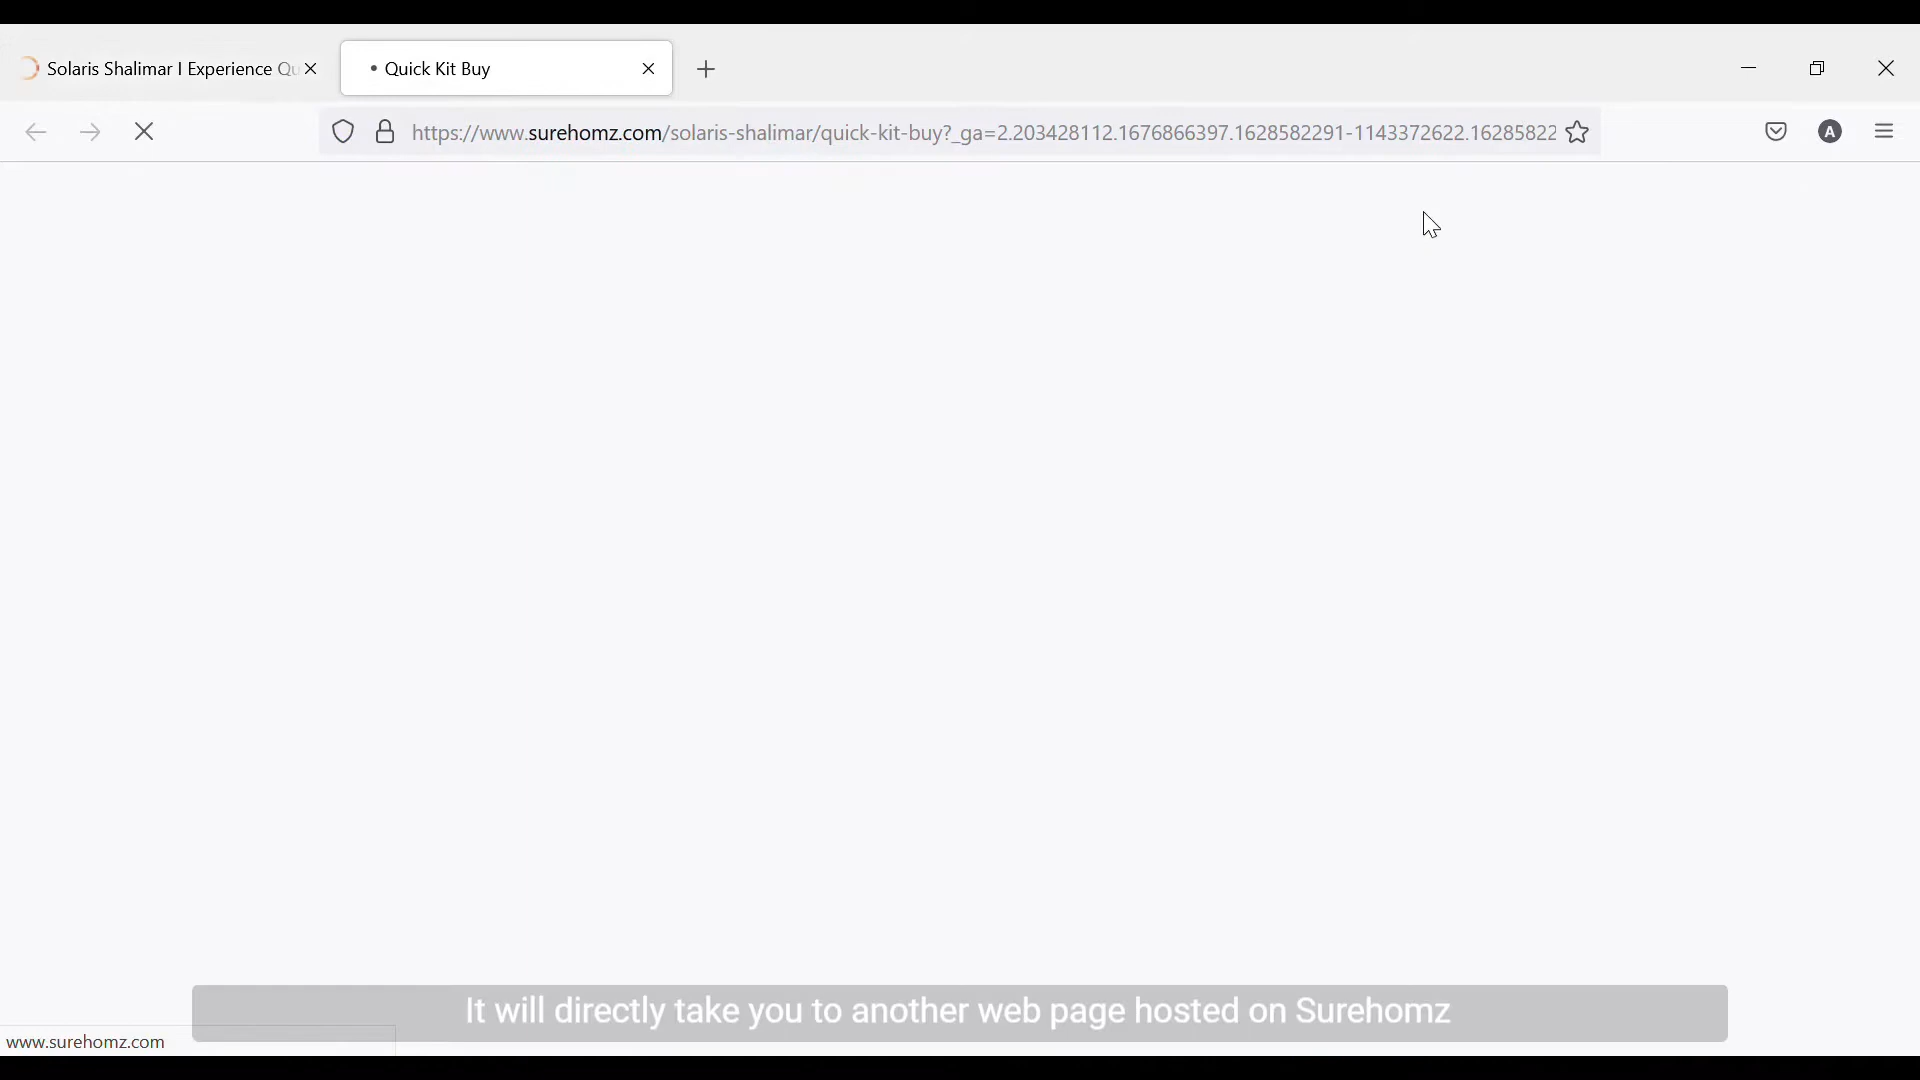 Solaris Shalimar I Experience Qu
Quick Kit Buy
https://www.surehomz.com/solaris-shalimar/quick-kit-buy?_ga=2.203428112.1676866397.1628582291-1143372622.16285822
A
It will directly take you to another web page hosted on Surehomz
www.surehomz.com